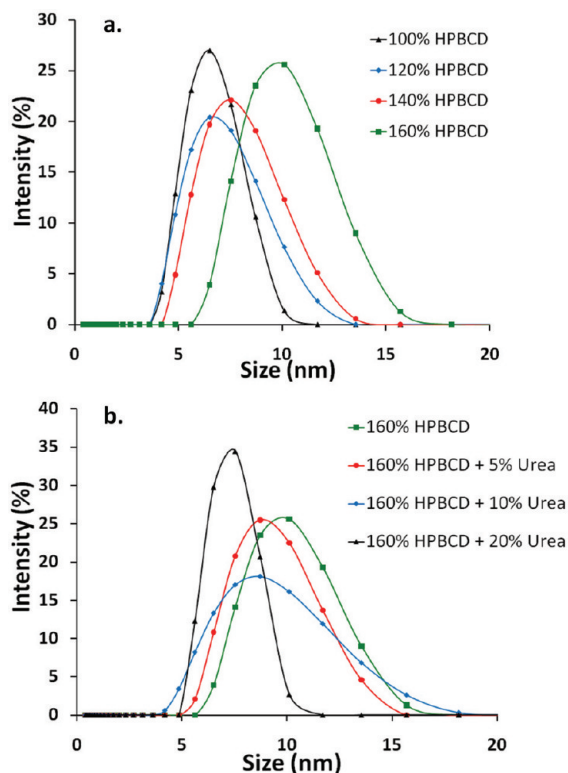 a.
30
25
20
15
10
5
0
Intensity (%)
100% HPBCD
120% HPBCD
140% HPBCD
160% HPBCD
0 5 10 15 20
Size (nm)
b.
40
35
30
25
20
15
10
5
0
Intensity (%)
160% HPBCD
160% HPBCD + 5% Urea
160% HPBCD + 10% Urea
160% HPBCD + 20% Urea
0 5 10 15 20
Size (nm)